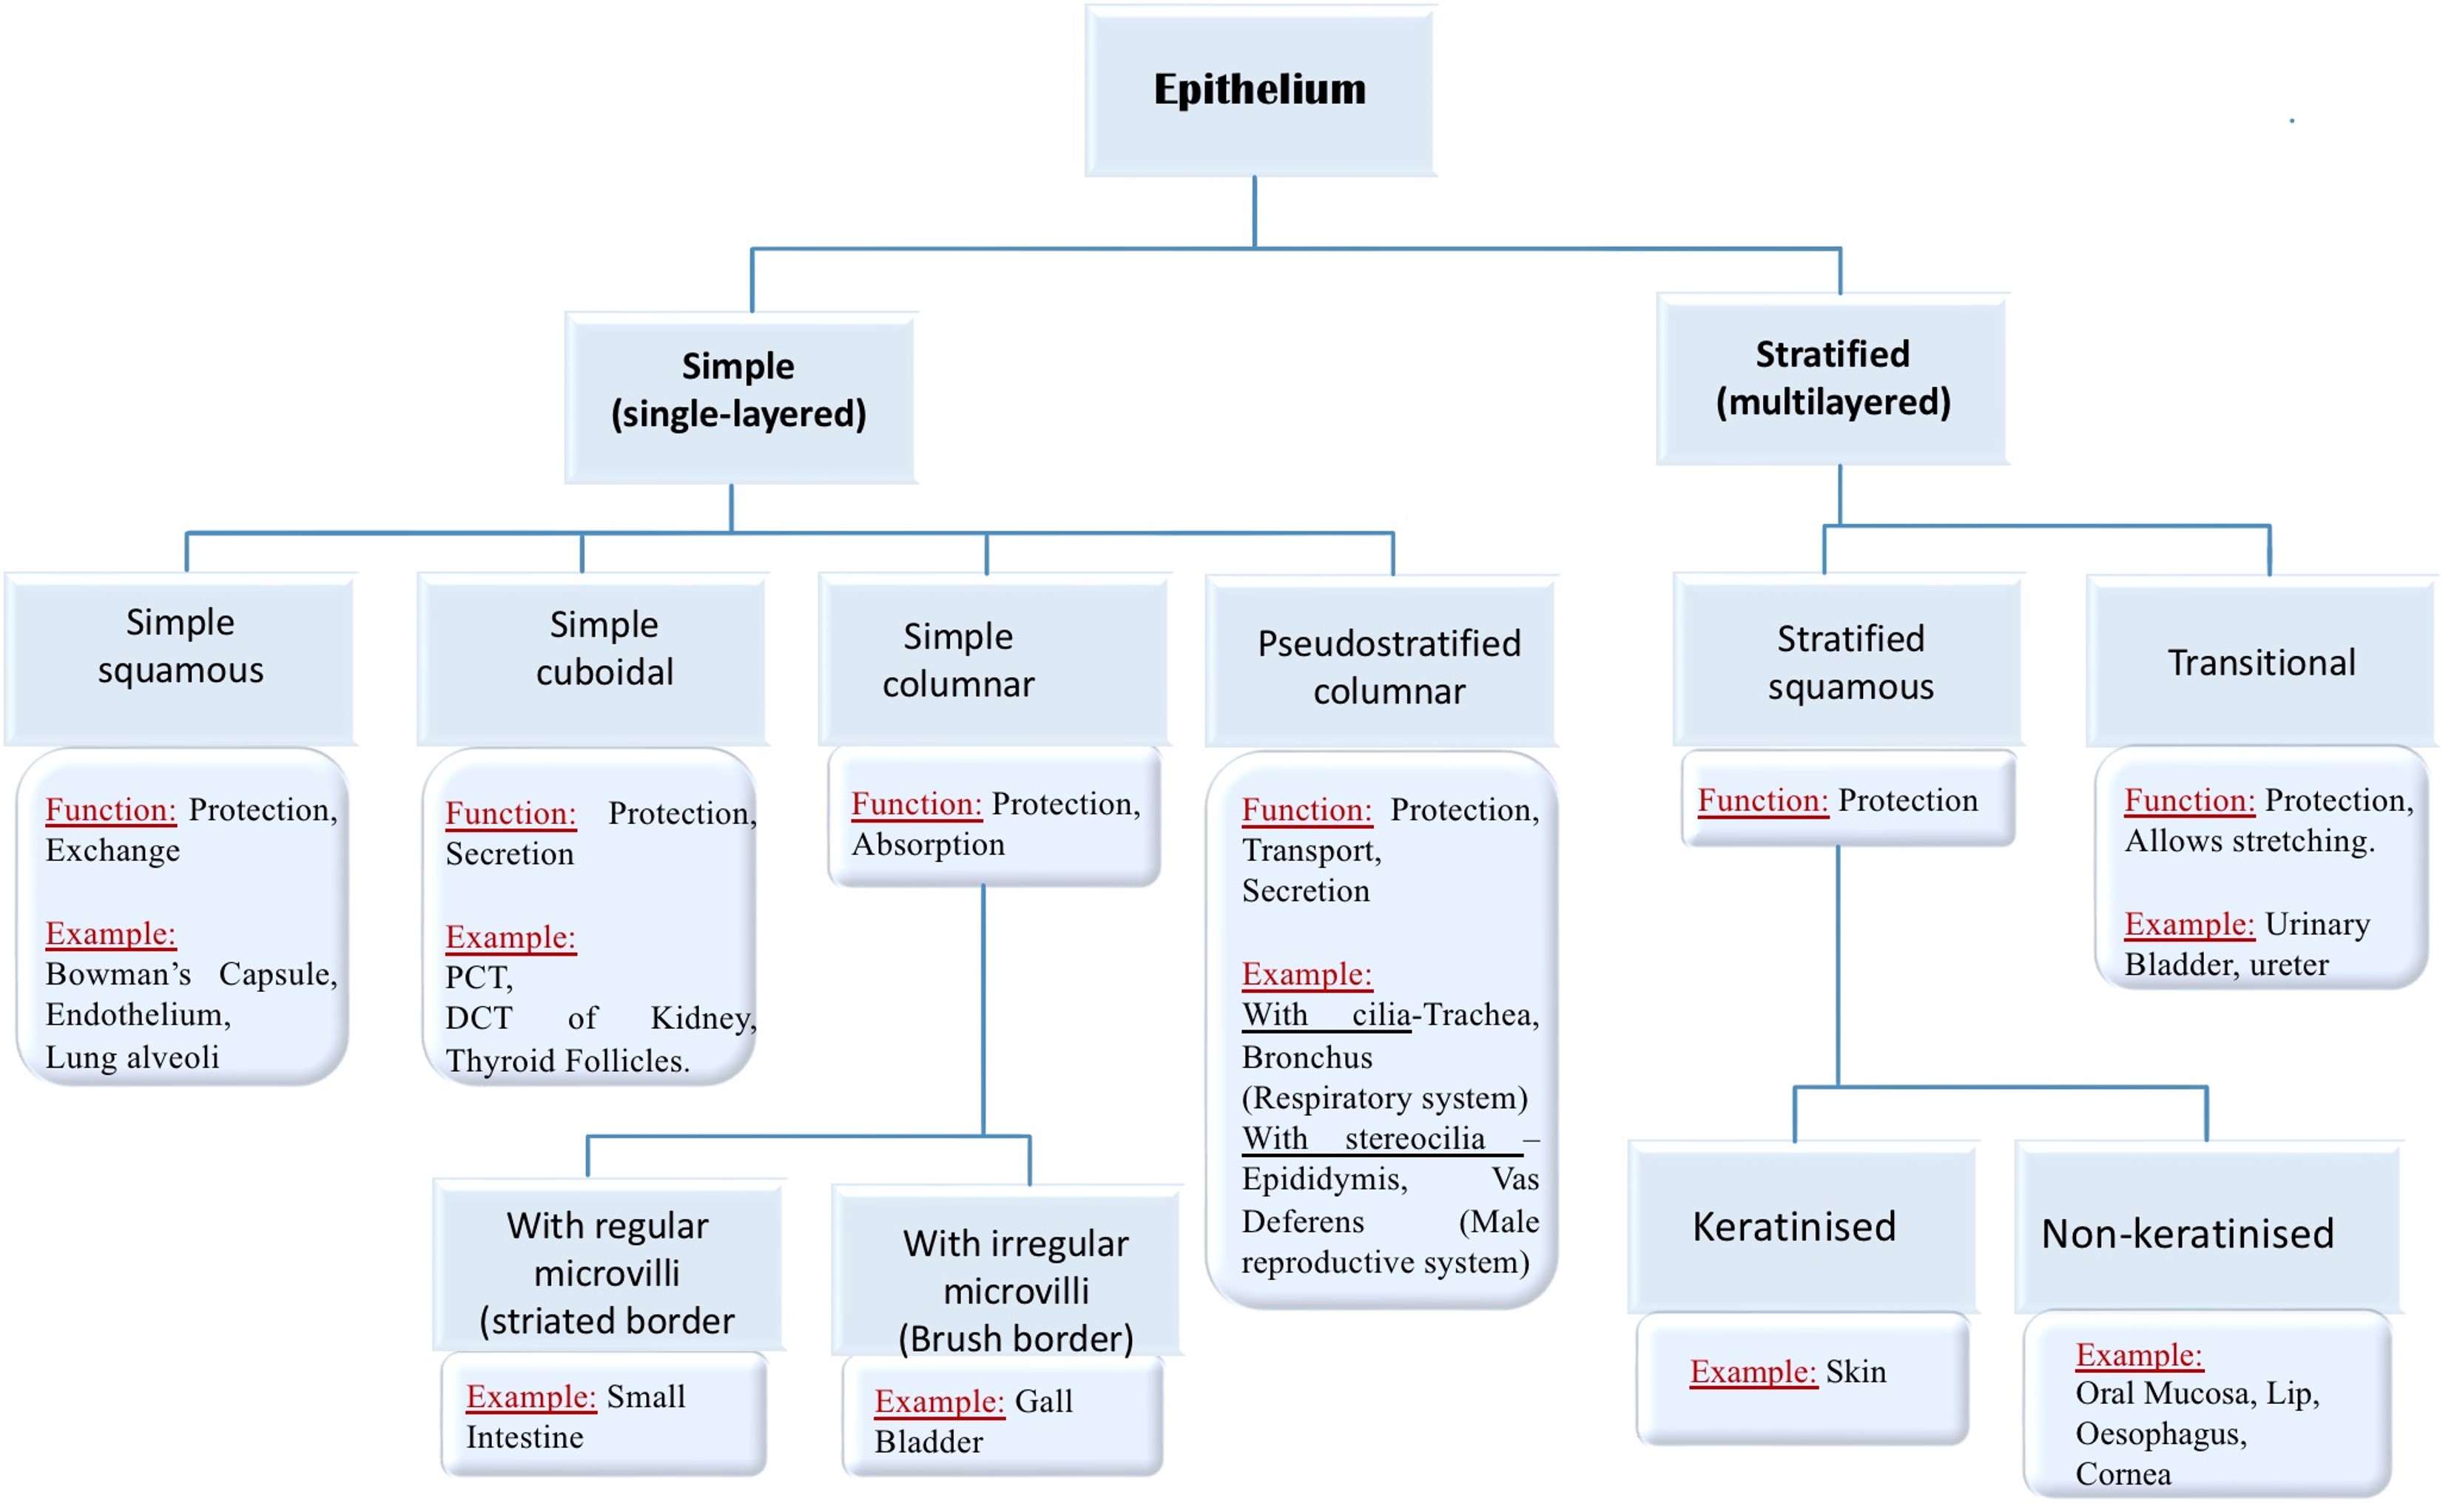 Epithelium
Simple
(single-layered)
Stratified
(multilayered)
Simple
squamous
Function: Protection,
Exchange
Example:
Bowman’s Capsule,
Endothelium,
Lung alveoli
Simple
cuboidal
Function: Protection,
Secretion
Example:
PCT,
DCT of Kidney,
Thyroid Follicles.
Simple
columnar
Function: Protection,
Absorption
With regular
microvilli
(striated border
Example: Small
Intestine
With irregular
microvilli
(Brush border)
Example: Gall
Bladder
Pseudostratified
columnar
Function: Protection,
Transport,
Secretion
Example:
With cilia-Trachea,
Bronchus
(Respiratory system)
With stereocilia –
Epididymis, Vas
Deferens (Male
reproductive system)
Stratified
squamous
Function: Protection
Keratinised
Example: Skin
Non-keratinised
Example:
Oral Mucosa, Lip,
Oesophagus,
Cornea
Transitional
Function: Protection,
Allows stretching.
Example: Urinary
Bladder, ureter